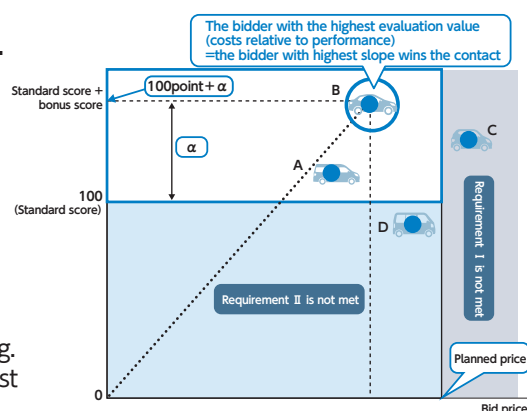 The bidder with the highest evaluation value
(costs relative to performance)
=the bidder with highest slope wins the contact
Standard score +
bonus score
100point+ α
B
C
α
A
100
(Standard score)
D
Requirement Ⅰ is not met
Requirement Ⅱ is not met
g.
st
Planned price
0
Bid price